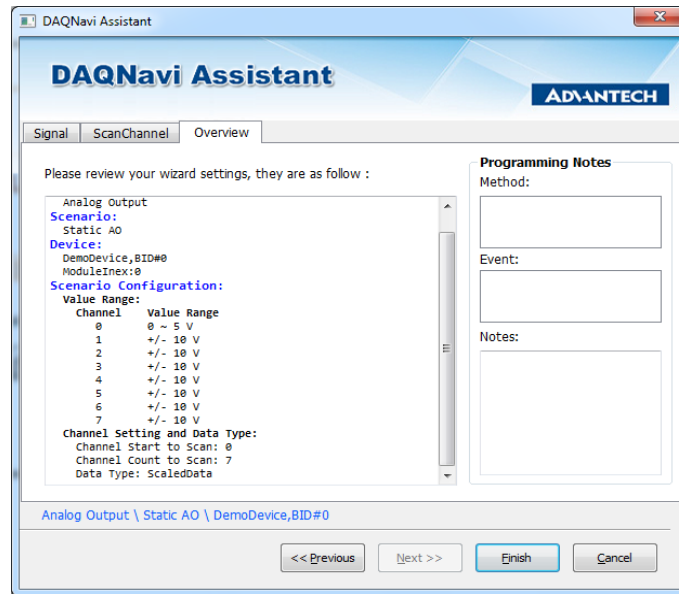 DAQNavi Assistant
DAQNavi Assistant
ADVANTECH
Signal ScanChannel Overview
Please review your wizard settings, they are as follow :
Analog Output
Scenario:
Static AO
Device:
DemoDevice,BID#0
ModuleInex:0
Scenario Configuration:
Value Range:
Channel Value Range
0 0 ~ 5 V
1 +/- 10 V
2 +/- 10 V
3 +/- 10 V
4 +/- 10 V
5 +/- 10 V
6 +/- 10 V
7 +/- 10 V
Channel Setting and Data Type:
Channel Start to Scan: 0
Channel Count to Scan: 7
Data Type: ScaledData
Programming Notes
Method:
Event:
Notes:
Analog Output \ Static AO \ DemoDevice,BID#0
<< Previous Next >> Finish Cancel